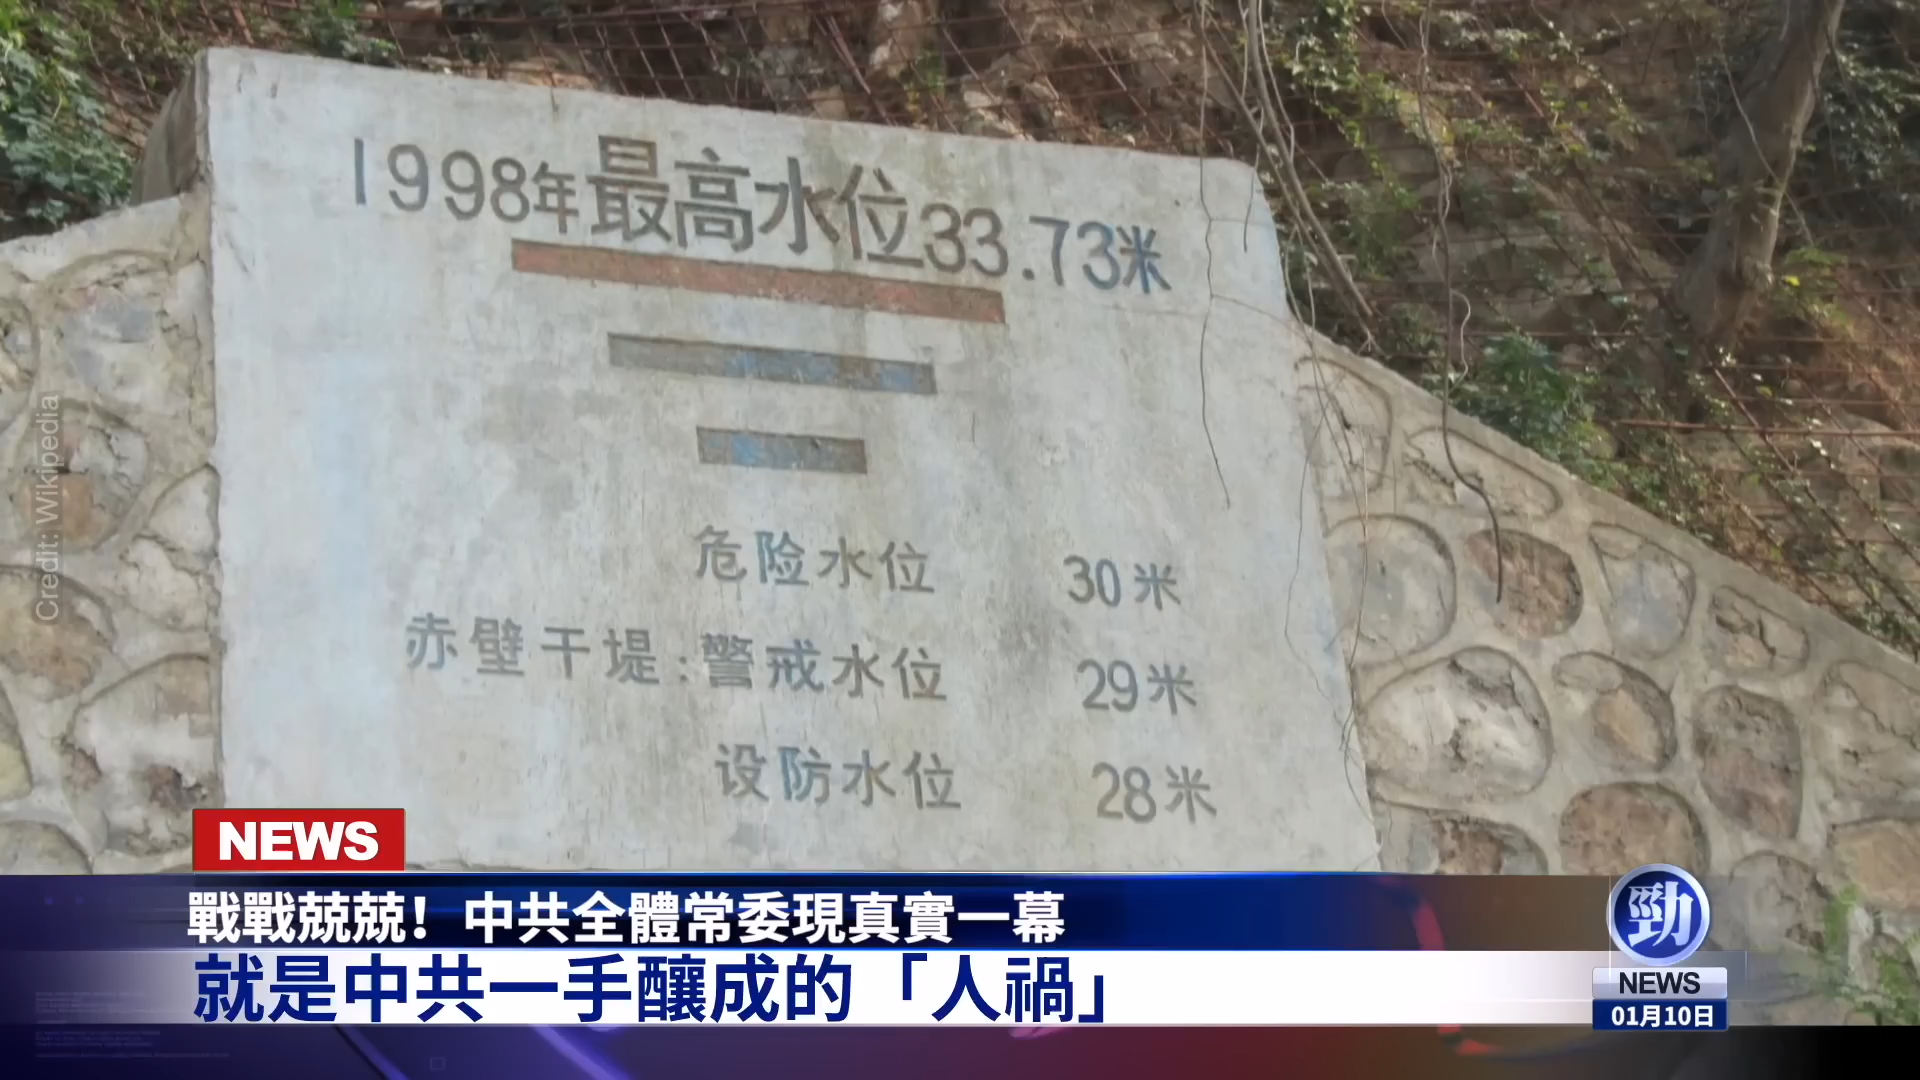 1998年最高水位33.73米
危险水位 30米
赤壁干堤:警戒水位 29米
设防水位 28米
Credit: Wikipedia
NEWS
戰戰兢兢！中共全體常委現真實一幕
就是中共一手釀成的「人禍」
勁
NEWS
01月10日